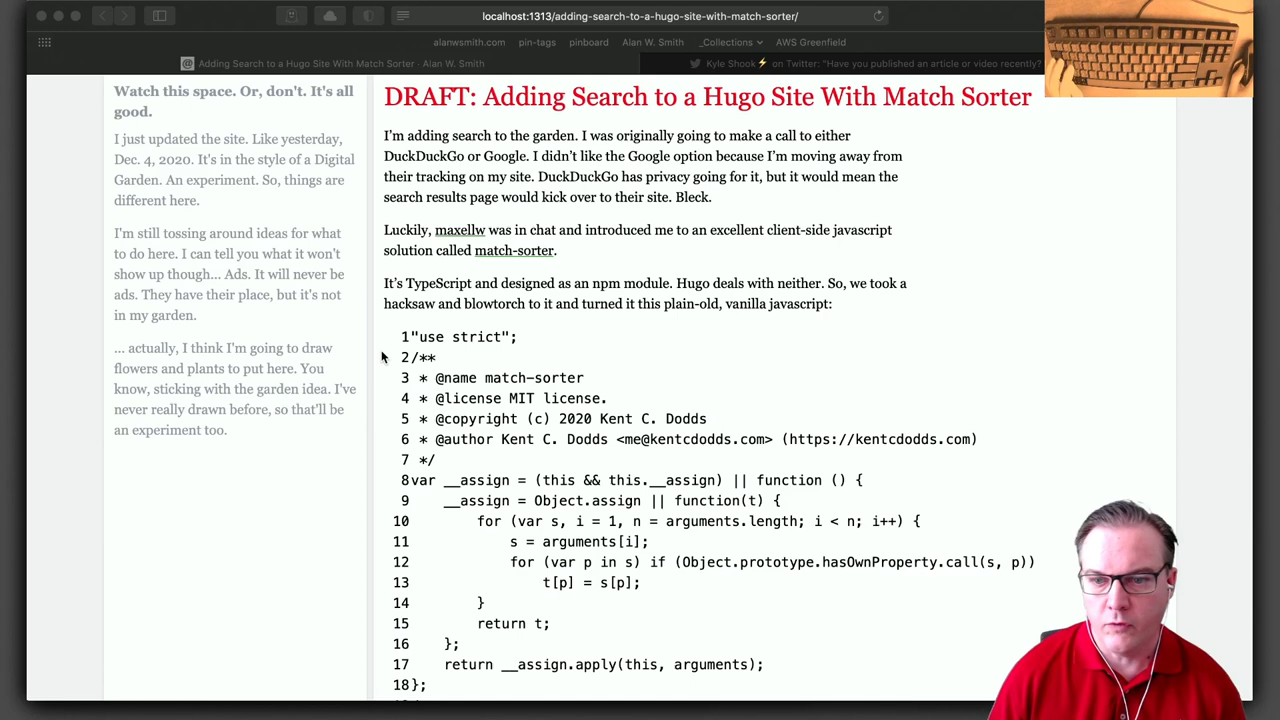 localhost:1313/adding-search-to-a-hugo-site-with-match-sorter/
alanwsmith.com pin-tags pinboard Alan W. Smith _Collections AWS Greenfield
Adding Search to a Hugo Site With Match Sorter - Alan W. Smith
Kyle Shook⚡ on Twitter: "Have you published an article or video recently?
Watch this space. Or, don't. It's all
good.
I just updated the site. Like yesterday,
Dec. 4, 2020. It's in the style of a Digital
Garden. An experiment. So, things are
different here.
I'm still tossing around ideas for what
to do here. I can tell you what it won't
show up though... Ads. It will never be
ads. They have their place, but it's not
in my garden.
... actually, I think I'm going to draw
flowers and plants to put here. You
know, sticking with the garden idea. I've
never really drawn before, so that'll be
an experiment too.
DRAFT: Adding Search to a Hugo Site With Match Sorter
I’m adding search to the garden. I was originally going to make a call to either
DuckDuckGo or Google. I didn’t like the Google option because I’m moving away from
their tracking on my site. DuckDuckGo has privacy going for it, but it would mean the
search results page would kick over to their site. Bleck.
Luckily, maxellw was in chat and introduced me to an excellent client-side javascript
solution called match-sorter.
It’s TypeScript and designed as an npm module. Hugo deals with neither. So, we took a
hacksaw and blowtorch to it and turned it this plain-old, vanilla javascript:
1"use strict";
2/**
3 * @name match-sorter
4 * @license MIT license.
5 * @copyright (c) 2020 Kent C. Dodds
6 * @author Kent C. Dodds <me@kentcdodds.com> (https://kentcdodds.com)
7 */
8var __assign = (this && this.__assign) || function () {
9    __assign = Object.assign || function(t) {
10        for (var s, i = 1, n = arguments.length; i < n; i++) {
11            s = arguments[i];
12            for (var p in s) if (Object.prototype.hasOwnProperty.call(s, p))
13                t[p] = s[p];
14        }
15        return t;
16    };
17    return __assign.apply(this, arguments);
18};